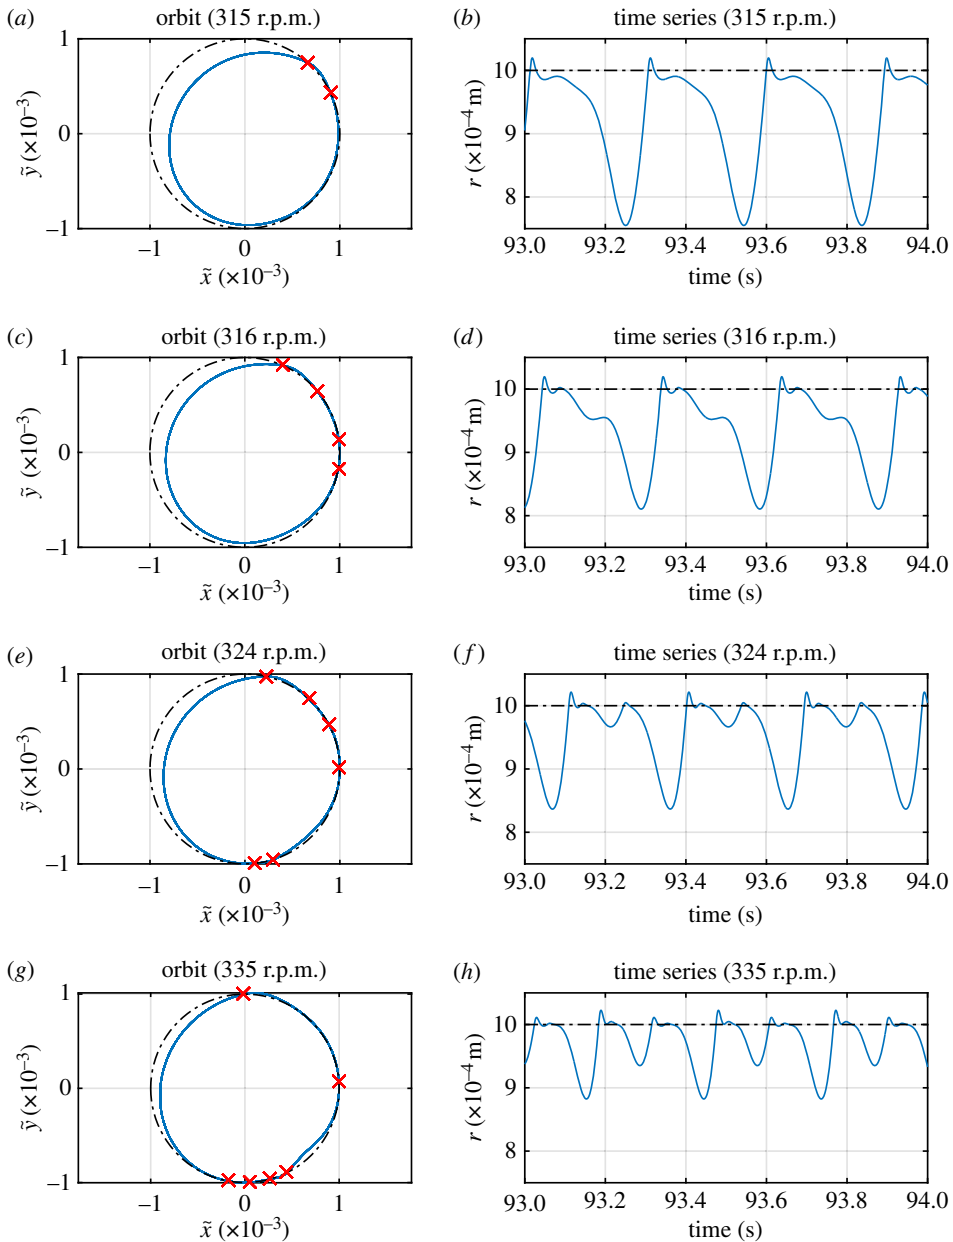 (a) orbit (315 r.p.m.)
1
0
−1
ỹ (×10⁻³)
−1 0 1
x̃ (×10⁻³)
(b) time series (315 r.p.m.)
10
9
8
r (×10⁻⁴ m)
93.0 93.2 93.4 93.6 93.8 94.0
time (s)
(c) orbit (316 r.p.m.)
1
0
−1
ỹ (×10⁻³)
−1 0 1
x̃ (×10⁻³)
(d) time series (316 r.p.m.)
10
9
8
r (×10⁻⁴ m)
93.0 93.2 93.4 93.6 93.8 94.0
time (s)
(e) orbit (324 r.p.m.)
1
0
−1
ỹ (×10⁻³)
−1 0 1
x̃ (×10⁻³)
(f) time series (324 r.p.m.)
10
9
8
r (×10⁻⁴ m)
93.0 93.2 93.4 93.6 93.8 94.0
time (s)
(g) orbit (335 r.p.m.)
1
0
−1
ỹ (×10⁻³)
−1 0 1
x̃ (×10⁻³)
(h) time series (335 r.p.m.)
10
9
8
r (×10⁻⁴ m)
93.0 93.2 93.4 93.6 93.8 94.0
time (s)